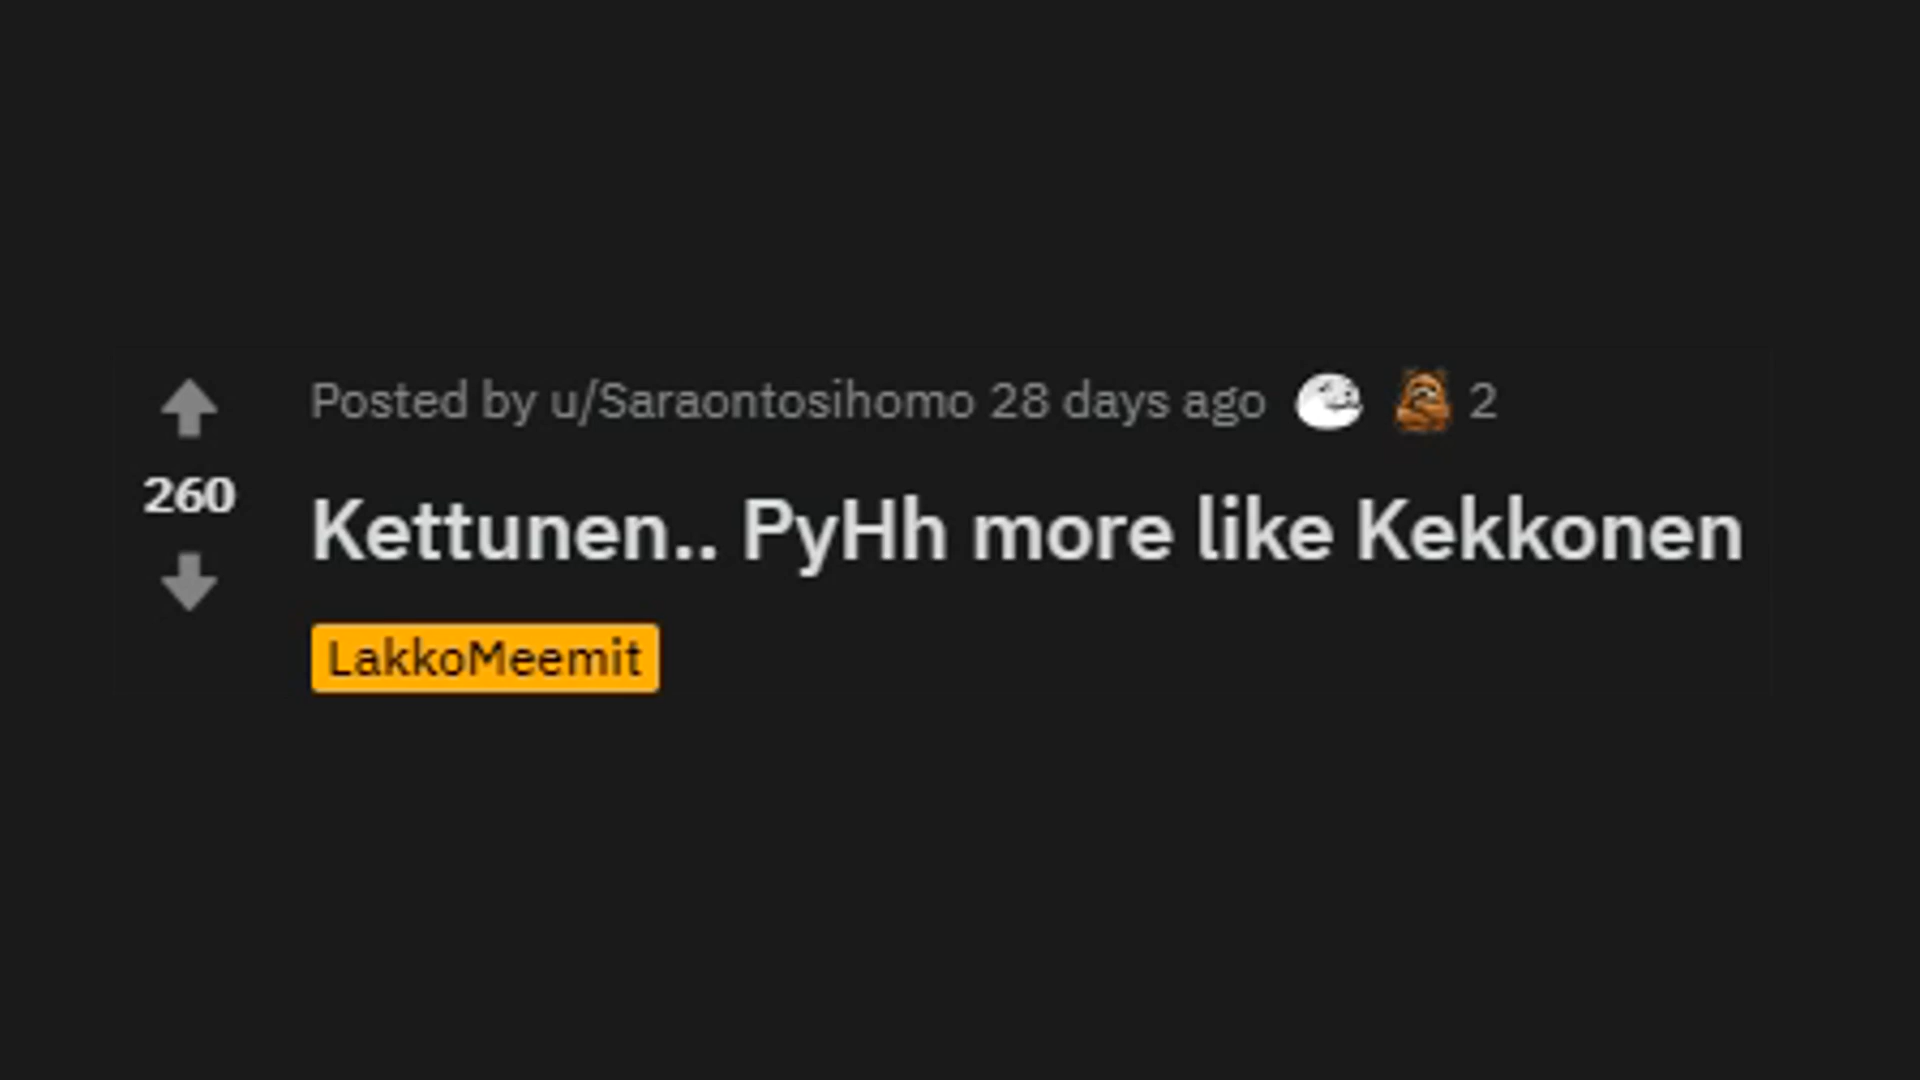 Posted by u/Saraontosihomo 28 days ago 2
260
Kettunen.. PyHh more like Kekkonen
LakkoMeemit